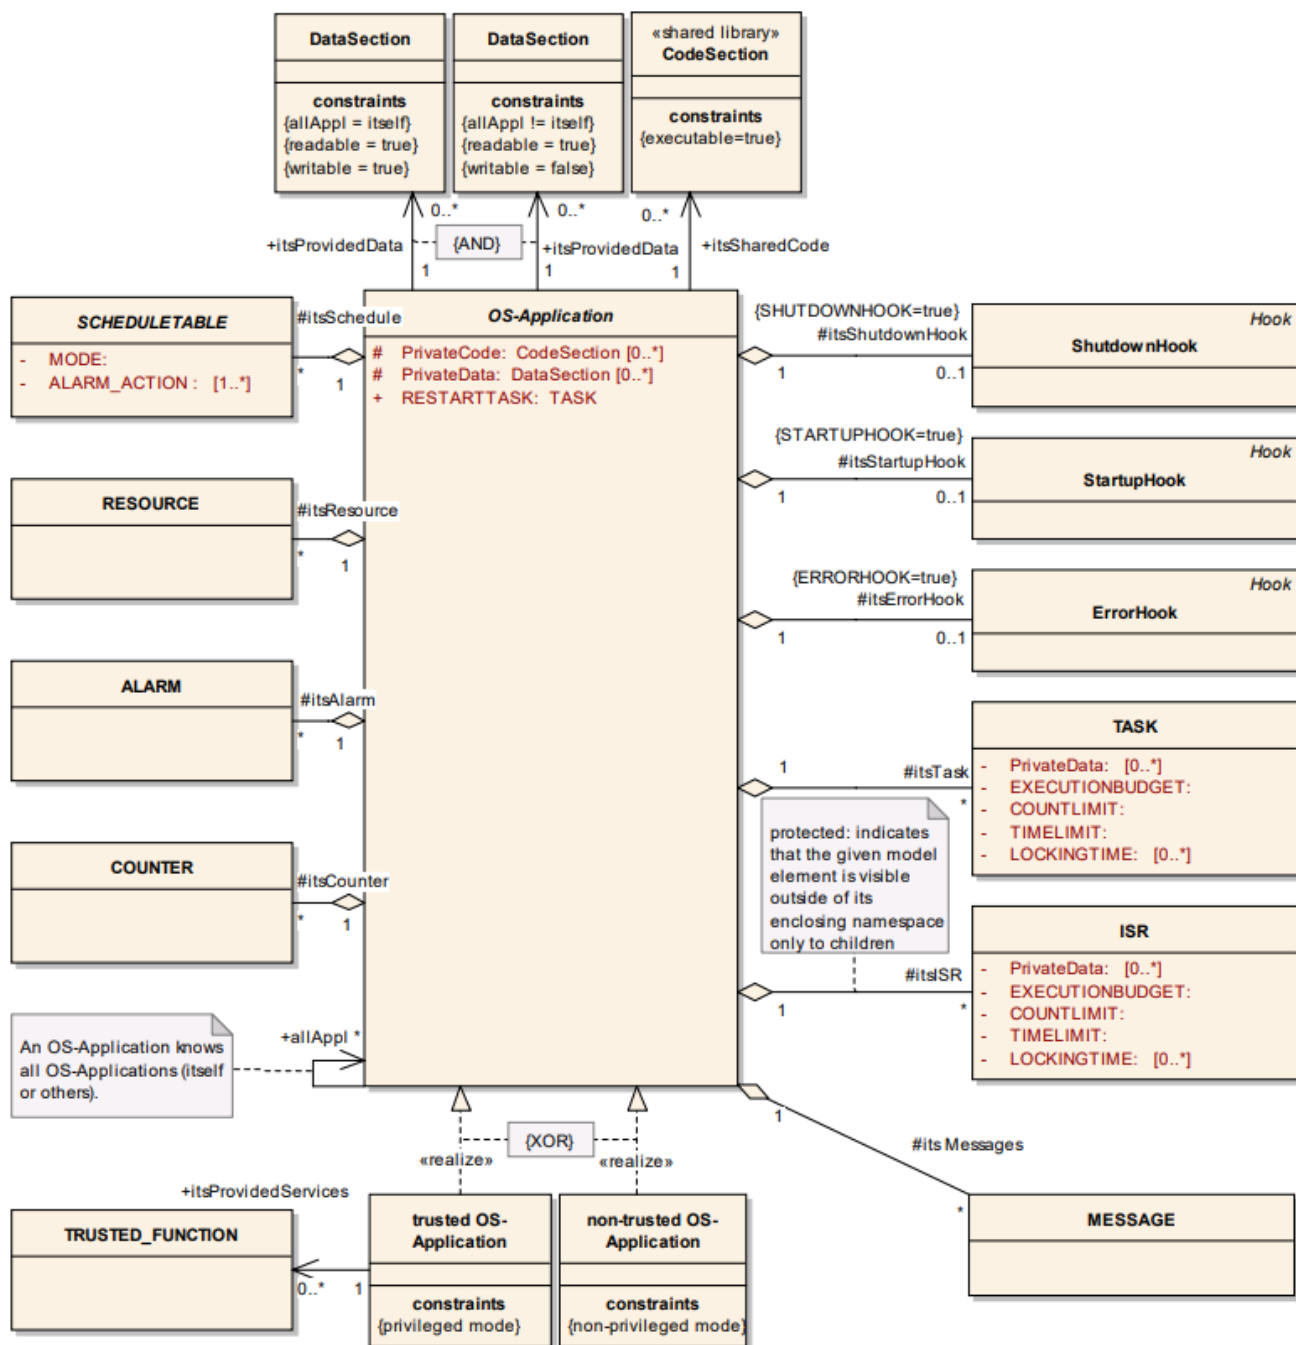 DataSection
constraints
{allAppl = itself}
{readable = true}
{writable = true}
DataSection
constraints
{allAppl != itself}
{readable = true}
{writable = false}
«shared library»
CodeSection
constraints
{executable=true}
0..*
0..*
0..*
+itsProvidedData
{AND}
+itsProvidedData
+itsSharedCode
1
1
1
SCHEDULETABLE
- MODE:
- ALARM_ACTION : [1..*]
#itsSchedule
*
1
OS-Application
# PrivateCode: CodeSection [0..*]
# PrivateData: DataSection [0..*]
+ RESTARTTASK: TASK
{SHUTDOWNHOOK=true}
#itsShutdownHook
1
0..1
Hook
ShutdownHook
{STARTUPHOOK=true}
#itsStartupHook
1
0..1
Hook
StartupHook
RESOURCE
#itsResource
*
1
{ERRORHOOK=true}
#itsErrorHook
1
0..1
Hook
ErrorHook
ALARM
#itsAlarm
*
1
1
#itsTask
*
TASK
- PrivateData: [0..*]
- EXECUTIONBUDGET:
- COUNTLIMIT:
- TIMELIMIT:
- LOCKINGTIME: [0..*]
COUNTER
#itsCounter
*
1
protected: indicates
that the given model
element is visible
outside of its
enclosing namespace
only to children
#itsISR
1
*
ISR
- PrivateData: [0..*]
- EXECUTIONBUDGET:
- COUNTLIMIT:
- TIMELIMIT:
- LOCKINGTIME: [0..*]
An OS-Application knows
all OS-Applications (itself
or others).
+allAppl *
1
#its Messages
*
MESSAGE
{XOR}
«realize»
«realize»
+itsProvidedServices
TRUSTED_FUNCTION
0..*
1
trusted OS-
Application
constraints
{privileged mode}
non-trusted OS-
Application
constraints
{non-privileged mode}